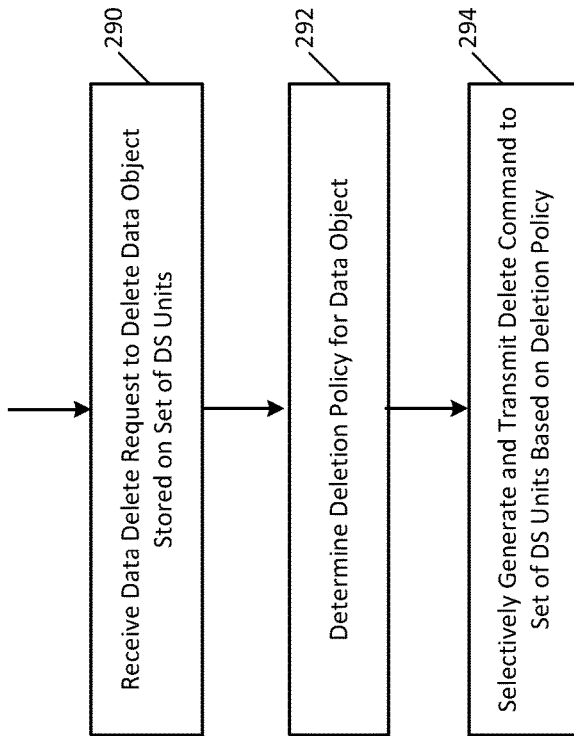 290
Receive Data Delete Request to Delete Data Object
Stored on Set of DS Units
292
Determine Deletion Policy for Data Object
294
Selectively Generate and Transmit Delete Command to
Set of DS Units Based on Deletion Policy